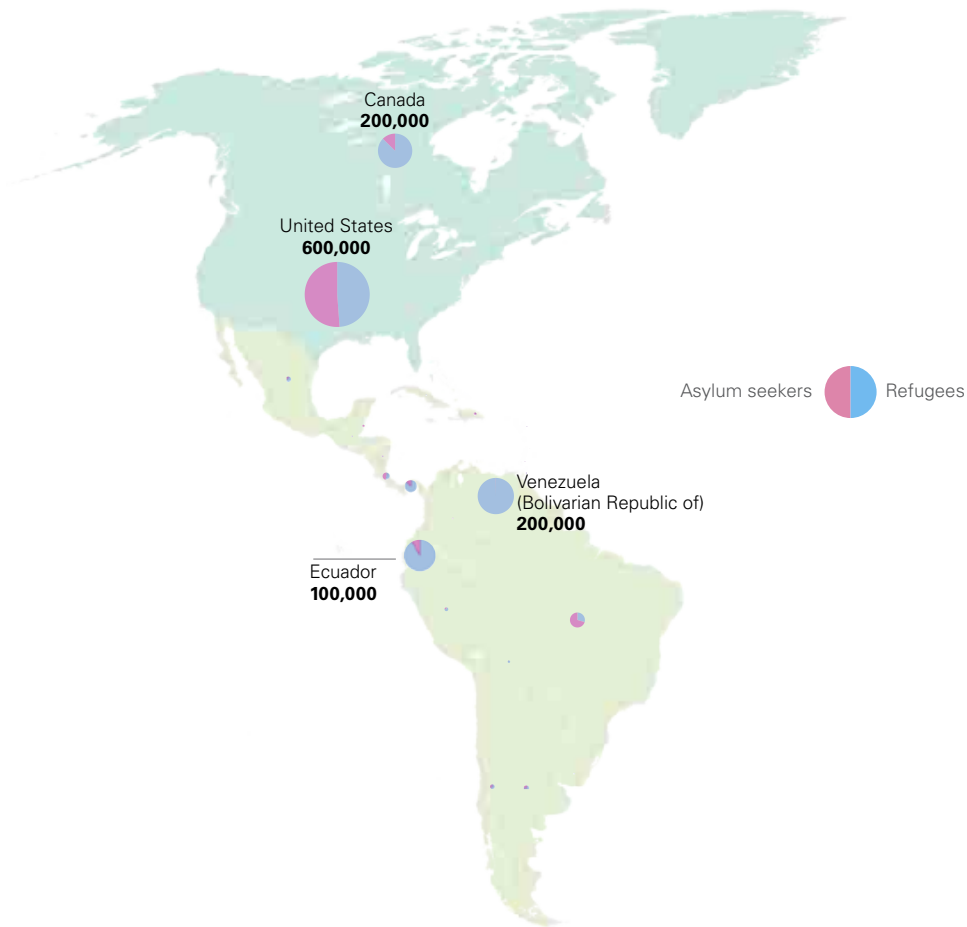 Canada
200,000
United States
600,000
Asylum seekers
Refugees
Venezuela
(Bolivarian Republic of)
200,000
Ecuador
100,000